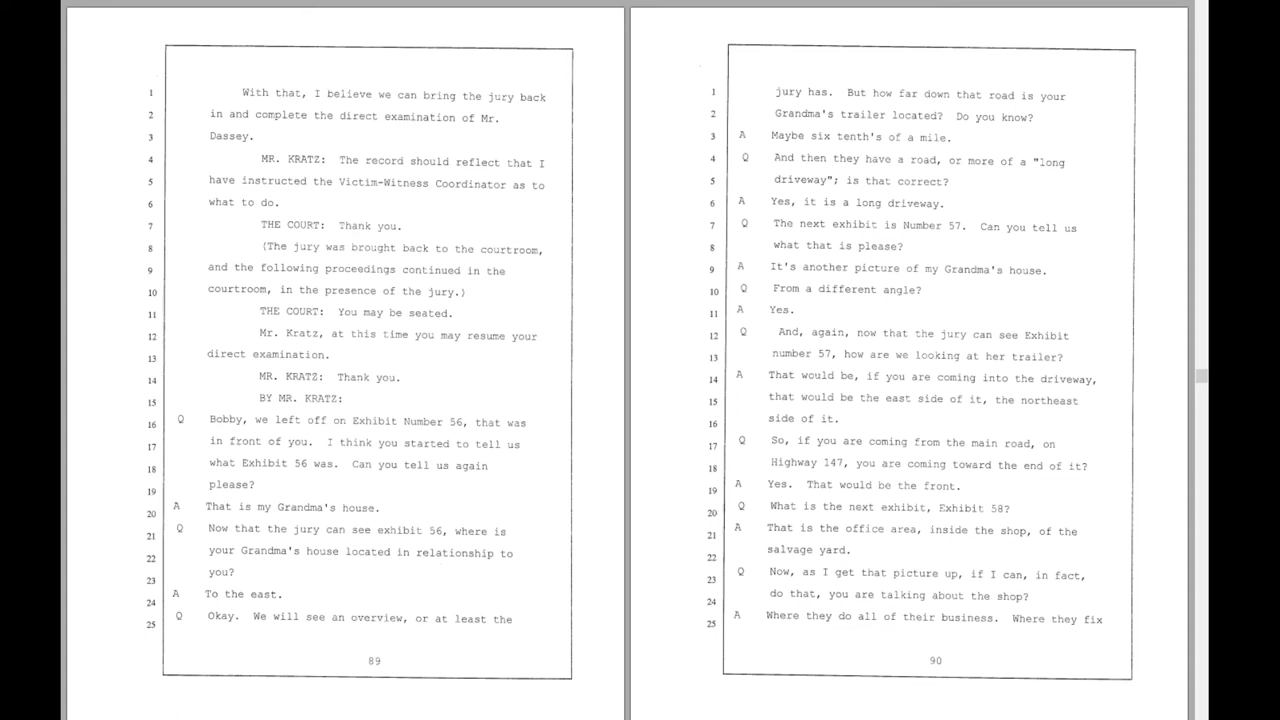 1 With that, I believe we can bring the jury back
2 in and complete the direct examination of Mr.
3 Dassey.
4 MR. KRATZ: The record should reflect that I
5 have instructed the Victim-Witness Coordinator as to
6 what to do.
7 THE COURT: Thank you.
8 (The jury was brought back to the courtroom,
9 and the following proceedings continued in the
10 courtroom, in the presence of the jury.)
11 THE COURT: You may be seated.
12 Mr. Kratz, at this time you may resume your
13 direct examination.
14 MR. KRATZ: Thank you.
15 BY MR. KRATZ:
16 Q Bobby, we left off on Exhibit Number 56, that was
17 in front of you. I think you started to tell us
18 what Exhibit 56 was. Can you tell us again
19 please?
20 A That is my Grandma's house.
21 Q Now that the jury can see exhibit 56, where is
22 your Grandma's house located in relationship to
23 you?
24 A To the east.
25 Q Okay. We will see an overview, or at least the
89
1 jury has. But how far down that road is your
2 Grandma's trailer located? Do you know?
3 A Maybe six tenth's of a mile.
4 Q And then they have a road, or more of a "long
5 driveway"; is that correct?
6 A Yes, it is a long driveway.
7 Q The next exhibit is Number 57. Can you tell us
8 what that is please?
9 A It's another picture of my Grandma's house.
10 Q From a different angle?
11 A Yes.
12 Q And, again, now that the jury can see Exhibit
13 number 57, how are we looking at her trailer?
14 A That would be, if you are coming into the driveway,
15 that would be the east side of it, the northeast
16 side of it.
17 Q So, if you are coming from the main road, on
18 Highway 147, you are coming toward the end of it?
19 A Yes. That would be the front.
20 Q What is the next exhibit, Exhibit 58?
21 A That is the office area, inside the shop, of the
22 salvage yard.
23 Q Now, as I get that picture up, if I can, in fact,
24 do that, you are talking about the shop?
25 A Where they do all of their business. Where they fix
90